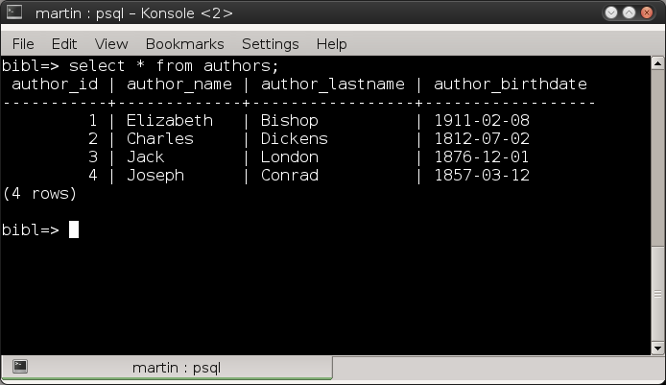 martin : psql – Konsole <2>
File Edit View Bookmarks Settings Help
bibl=> select * from authors;
 author_id | author_name | author_lastname | author_birthdate
-----------+-------------+-----------------+------------------
         1 | Elizabeth   | Bishop          | 1911-02-08
         2 | Charles     | Dickens         | 1812-07-02
         3 | Jack        | London          | 1876-12-01
         4 | Joseph      | Conrad          | 1857-03-12
(4 rows)
bibl=>
martin : psql